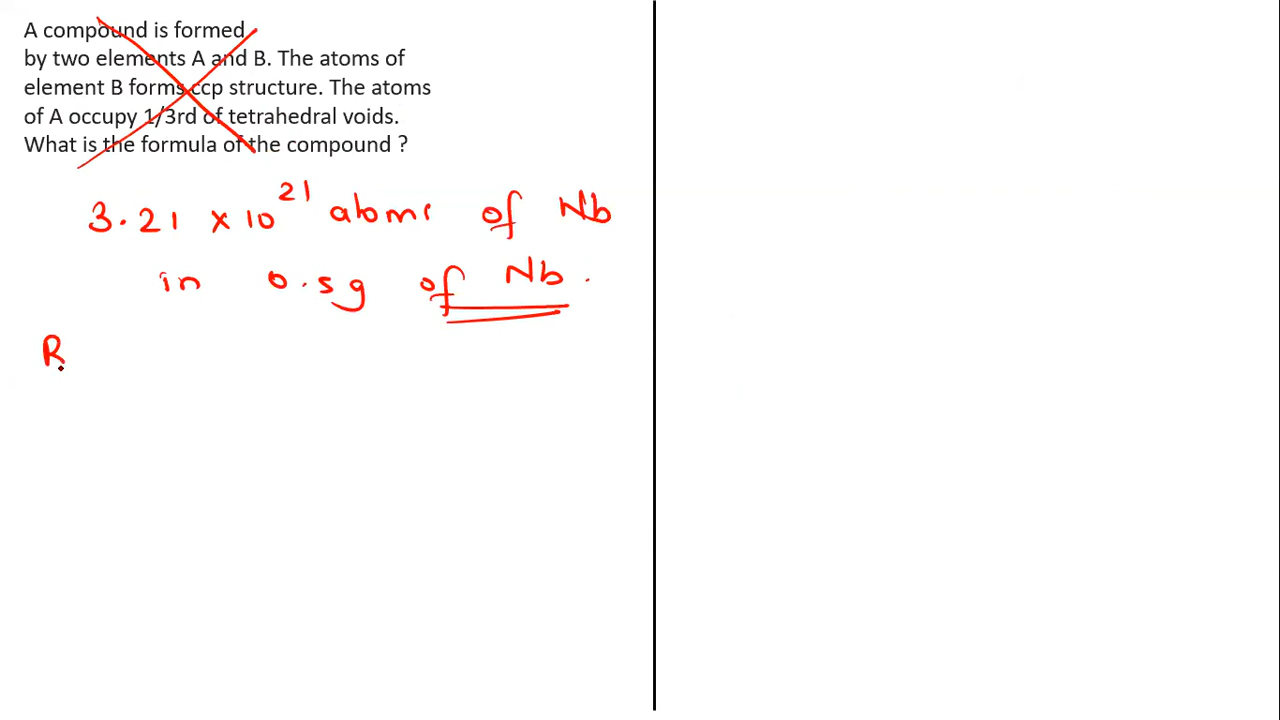 A compound is formed
by two elements A and B. The atoms of
element B forms ccp structure. The atoms
of A occupy 1/3rd of tetrahedral voids.
What is the formula of the compound ?
3.21 x 10^21 atoms of Nb
in 0.5g of Nb.
R